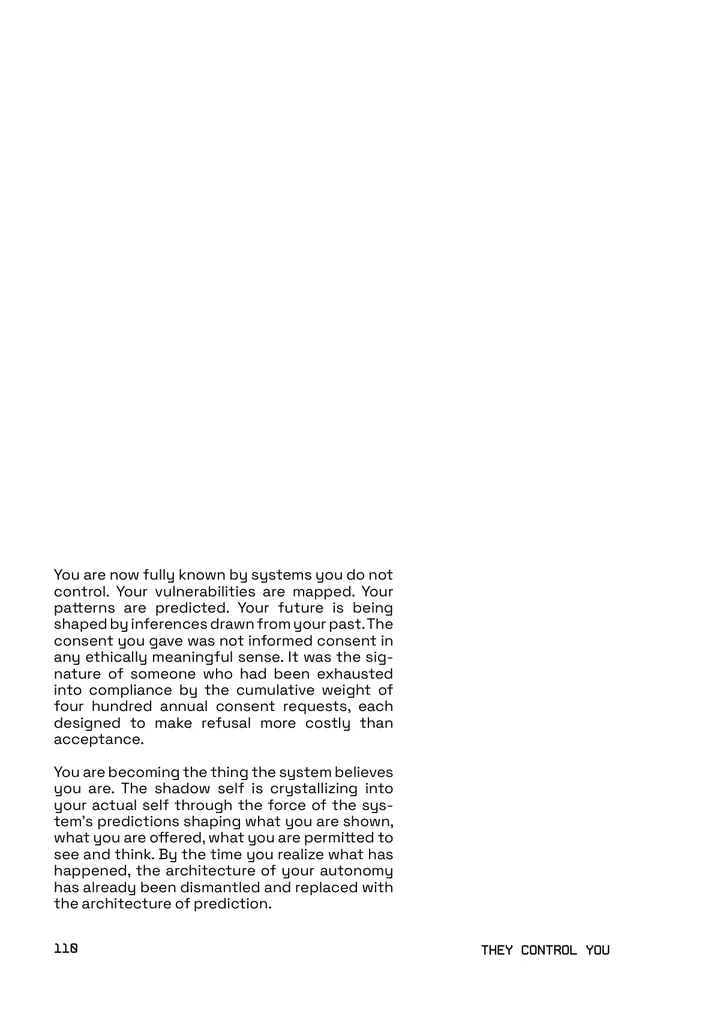 You are now fully known by systems you do not
control. Your vulnerabilities are mapped. Your
patterns are predicted. Your future is being
shaped by inferences drawn from your past. The
consent you gave was not informed consent in
any ethically meaningful sense. It was the sig-
nature of someone who had been exhausted
into compliance by the cumulative weight of
four hundred annual consent requests, each
designed to make refusal more costly than
acceptance.

You are becoming the thing the system believes
you are. The shadow self is crystallizing into
your actual self through the force of the sys-
tem's predictions shaping what you are shown,
what you are offered, what you are permitted to
see and think. By the time you realize what has
happened, the architecture of your autonomy
has already been dismantled and replaced with
the architecture of prediction.

110
THEY CONTROL YOU